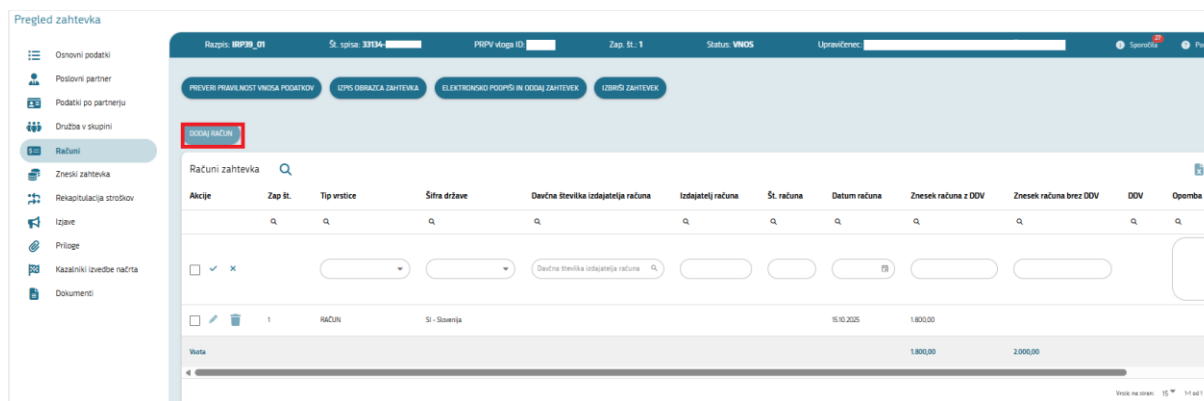 Pregled zahtevka
Razpis: IRP39_01 Št. spisa: 33134- PRPV vloga ID: Zap. št.: 1 Status: VNOS Upravičenec: Sporočila 27
Osnovni podatki
Poslovni partner
Podatki po partnerju
Družba v skupini
Računi
Zneski zahtevka
Rekapitulacija stroškov
Izjave
Priloge
Kazalniki izvedbe načrta
Dokumenti
PREVERI PRAVILNOST VNOSA PODATKOV IZPIS OBRAZCA ZAHTEVKA ELEKTRONSKO PODPIŠI IN ODDAJ ZAHTEVEK IZBRIŠI ZAHTEVEK
DODAJ RAČUN
Računi zahtevka
Akcije Zap št. Tip vrstice Šifra države Davčna številka izdajatelja računa Izdajatelj računa Št. računa Datum računa Znesek računa z DDV Znesek računa brez DDV DDV Opomba
Davčna številka izdajatelja računa
1 RAČUN SI - Slovenija 15.10.2025 1.800,00
Vsota 1.800,00 2.000,00
Vrstic na stran: 15 1-1 od 1